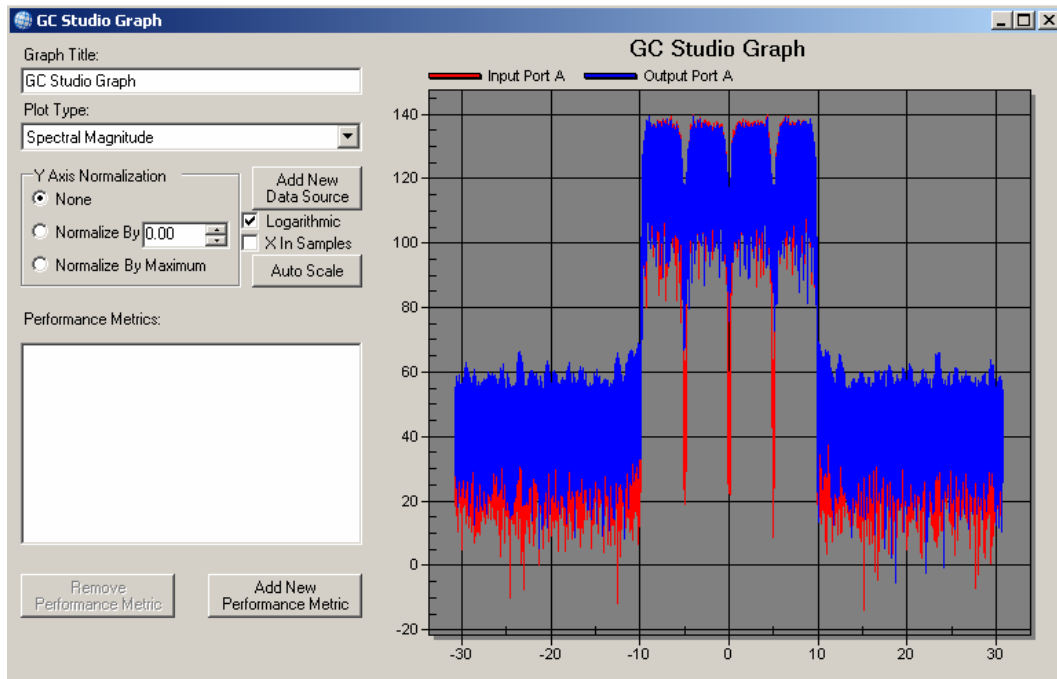 GC Studio Graph
Graph Title:
GC Studio Graph
Plot Type:
Spectral Magnitude
Y Axis Normalization
None
Normalize By 0.00
Normalize By Maximum
Add New
Data Source
Logarithmic
X In Samples
Auto Scale
Performance Metrics:
Remove
Performance Metric
Add New
Performance Metric
GC Studio Graph
Input Port A
Output Port A
140
120
100
80
60
40
20
0
-20
-30
-20
-10
0
10
20
30